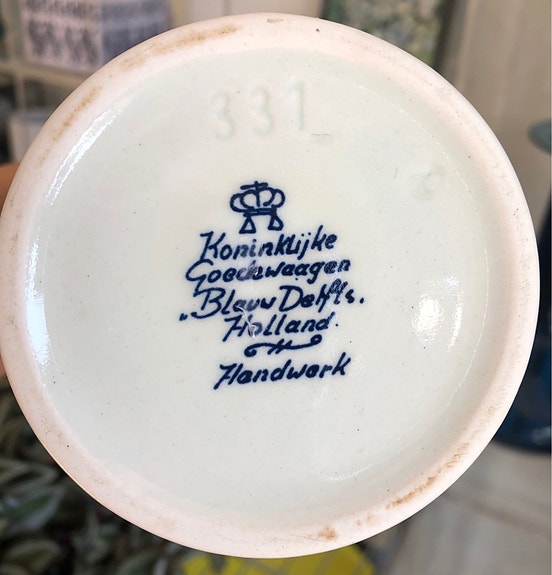 331
Koninklijke
Goedewaagen
„Blauw Delfts.
Holland.
Handwerk